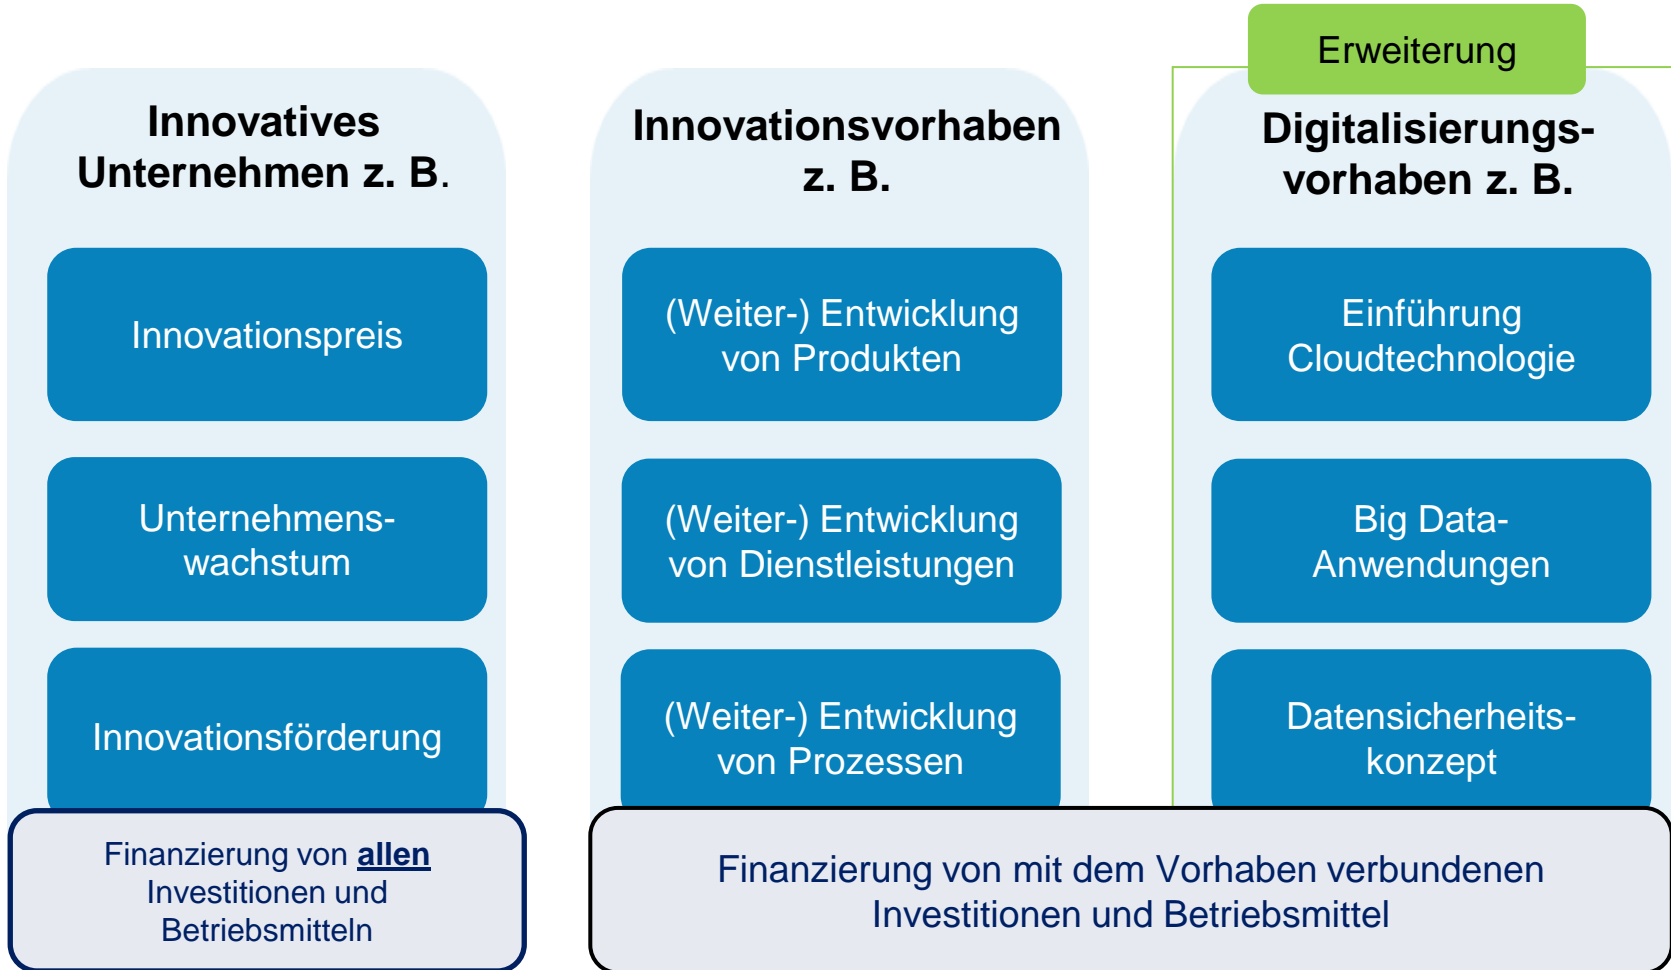 Erweiterung
Innovatives
Unternehmen z. B.
Innovationspreis
Unternehmens-
wachstum
Innovationsförderung
Finanzierung von allen
Investitionen und
Betriebsmitteln
Innovationsvorhaben
z. B.
(Weiter-) Entwicklung
von Produkten
(Weiter-) Entwicklung
von Dienstleistungen
(Weiter-) Entwicklung
von Prozessen
Digitalisierungs-
vorhaben z. B.
Einführung
Cloudtechnologie
Big Data-
Anwendungen
Datensicherheits-
konzept
Finanzierung von mit dem Vorhaben verbundenen
Investitionen und Betriebsmittel